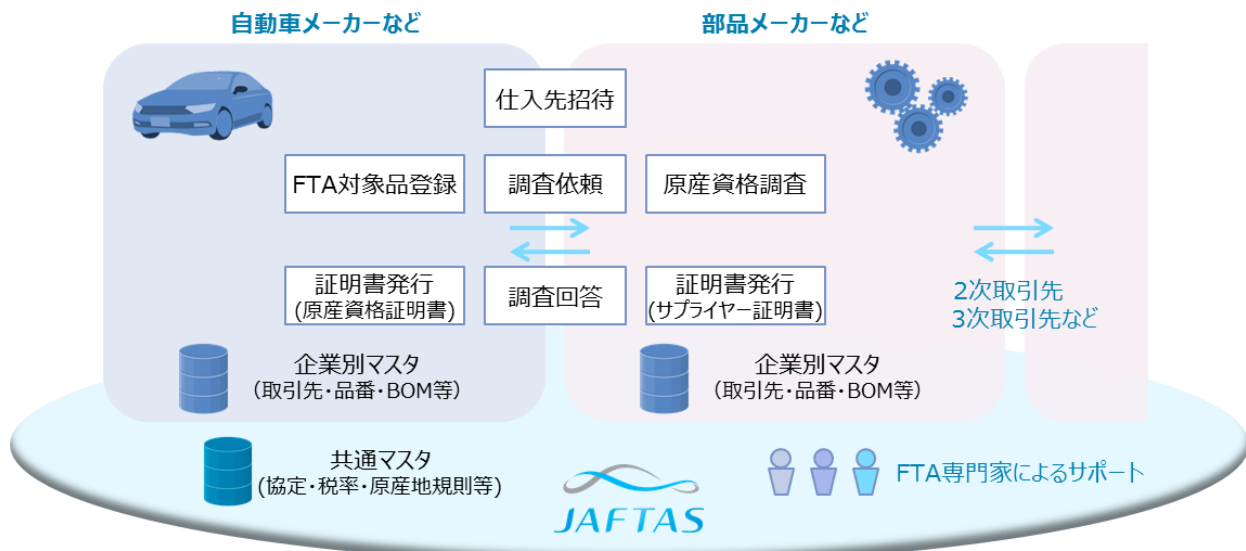 自動車メーカーなど
部品メーカーなど
仕入先招待
FTA対象品登録
調査依頼
原産資格調査
証明書発行
(原産資格証明書)
調査回答
証明書発行
(サプライヤー証明書)
2次取引先
3次取引先など
企業別マスタ
(取引先・品番・BOM等)
企業別マスタ
(取引先・品番・BOM等)
共通マスタ
(協定・税率・原産地規則等)
JAFTAS
FTA専門家によるサポート